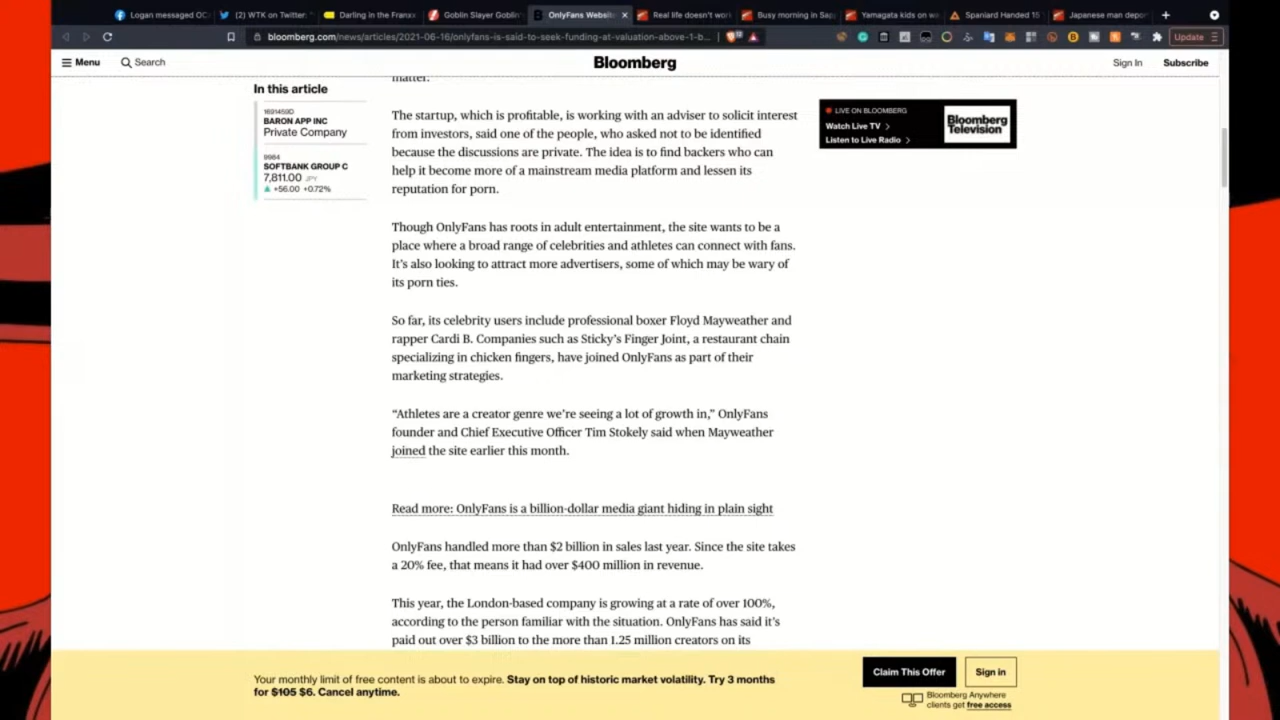 Logan messaged OC
(2) WTK on Twitter:
Darling in the Franx
Goblin Slayer Goblin
OnlyFans Website
Real life doesn't work
Busy morning in Sap
Yamagata kids on wa
Spaniard Handed 15
Japanese man depor
bloomberg.com/news/articles/2021-06-16/onlyfans-is-said-to-seek-funding-at-valuation-above-1-b...
Update
Menu
Search
Bloomberg
Sign In
Subscribe
In this article
1691459D
BARON APP INC
Private Company
9984
SOFTBANK GROUP C
7,811.00 JPY
▲ +56.00 +0.72%
matter.
The startup, which is profitable, is working with an adviser to solicit interest
from investors, said one of the people, who asked not to be identified
because the discussions are private. The idea is to find backers who can
help it become more of a mainstream media platform and lessen its
reputation for porn.
Though OnlyFans has roots in adult entertainment, the site wants to be a
place where a broad range of celebrities and athletes can connect with fans.
It's also looking to attract more advertisers, some of which may be wary of
its porn ties.
So far, its celebrity users include professional boxer Floyd Mayweather and
rapper Cardi B. Companies such as Sticky's Finger Joint, a restaurant chain
specializing in chicken fingers, have joined OnlyFans as part of their
marketing strategies.
“Athletes are a creator genre we're seeing a lot of growth in,” OnlyFans
founder and Chief Executive Officer Tim Stokely said when Mayweather
joined the site earlier this month.
Read more: OnlyFans is a billion-dollar media giant hiding in plain sight
OnlyFans handled more than $2 billion in sales last year. Since the site takes
a 20% fee, that means it had over $400 million in revenue.
This year, the London-based company is growing at a rate of over 100%,
according to the person familiar with the situation. OnlyFans has said it's
paid out over $3 billion to the more than 1.25 million creators on its
LIVE ON BLOOMBERG
Watch Live TV
Listen to Live Radio
Bloomberg
Television
Your monthly limit of free content is about to expire. Stay on top of historic market volatility. Try 3 months
for $105 $6. Cancel anytime.
Claim This Offer
Sign in
Bloomberg Anywhere
clients get free access